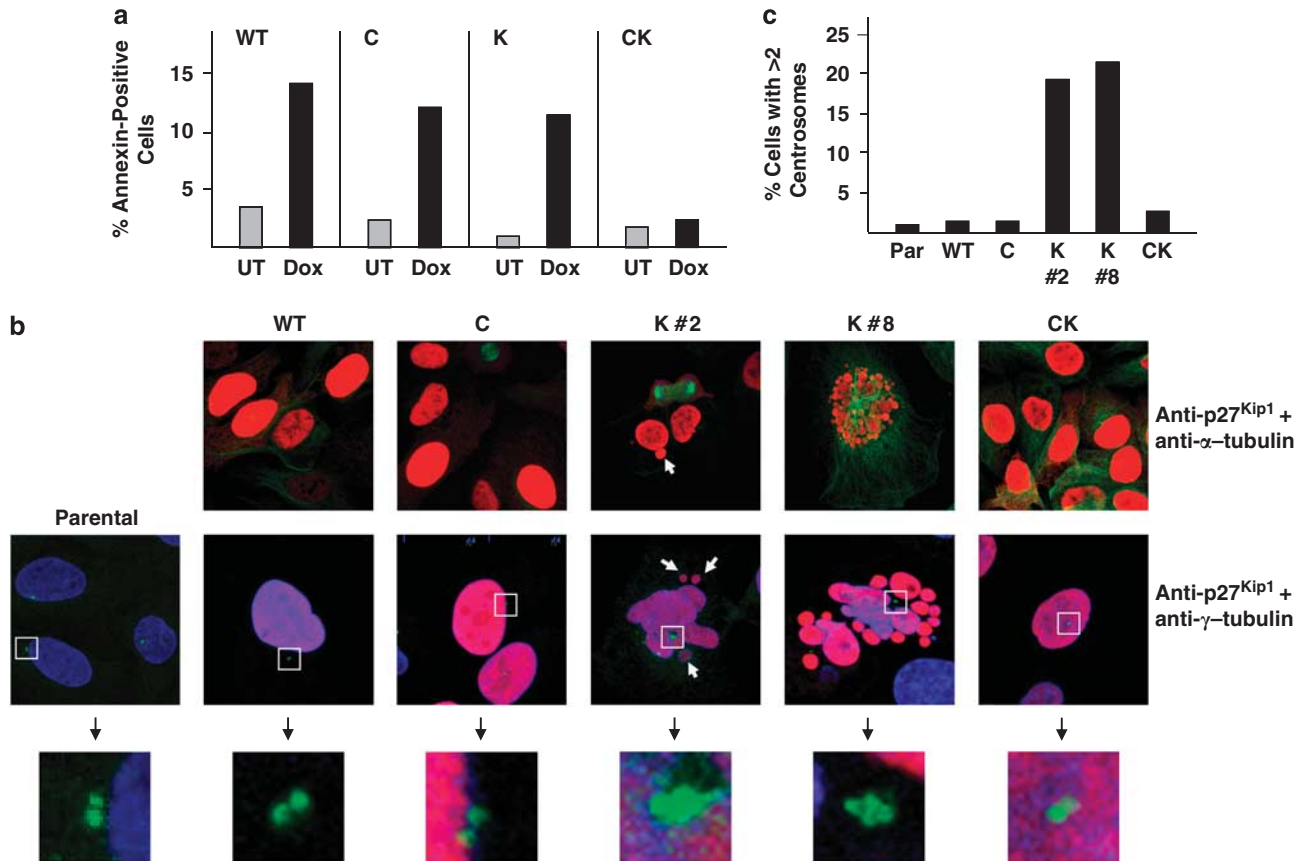 a
WT C K CK
% Annexin-Positive
Cells
15
10
5
UT Dox UT Dox UT Dox UT Dox
c
% Cells with >2
Centrosomes
25
20
15
10
5
Par WT C K K CK
#2 #8
b
WT C K #2 K #8 CK
Anti-p27Kip1 +
anti-α–tubulin
Parental
Anti-p27Kip1 +
anti-γ–tubulin